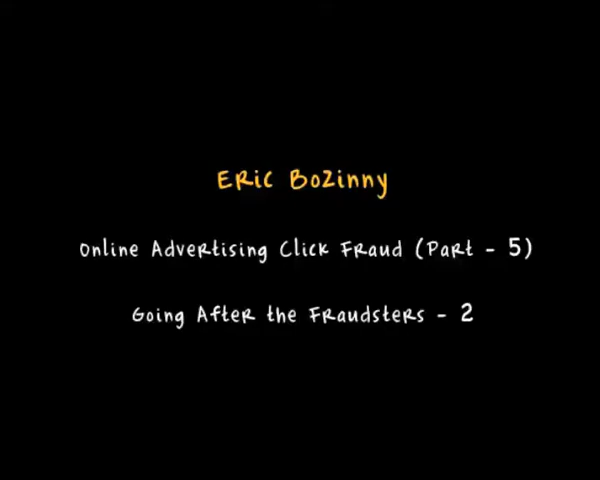 Eric Bozinny
Online Advertising Click Fraud (Part - 5)
Going After the Fraudsters - 2